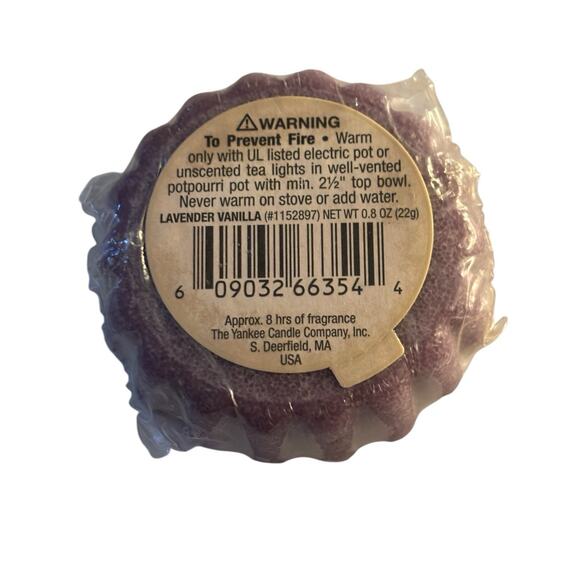 ⚠WARNING
To Prevent Fire • Warm
only with UL listed electric pot or
unscented tea lights in well-vented
potpourri pot with min. 2½" top bowl.
Never warm on stove or add water.
LAVENDER VANILLA (#1152897) NET WT 0.8 OZ (22g)
6 09032 66354 4
Approx. 8 hrs of fragrance
The Yankee Candle Company, Inc.
S. Deerfield, MA
USA